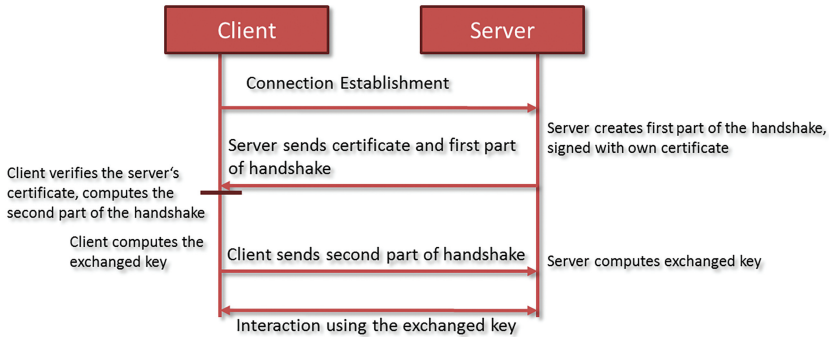 Client
Server
Connection Establishment
Server creates first part of the handshake,
signed with own certificate
Server sends certificate and first part
of handshake
Client verifies the server‘s
certificate, computes the
second part of the handshake
Client computes the
exchanged key
Client sends second part of handshake
Server computes exchanged key
Interaction using the exchanged key